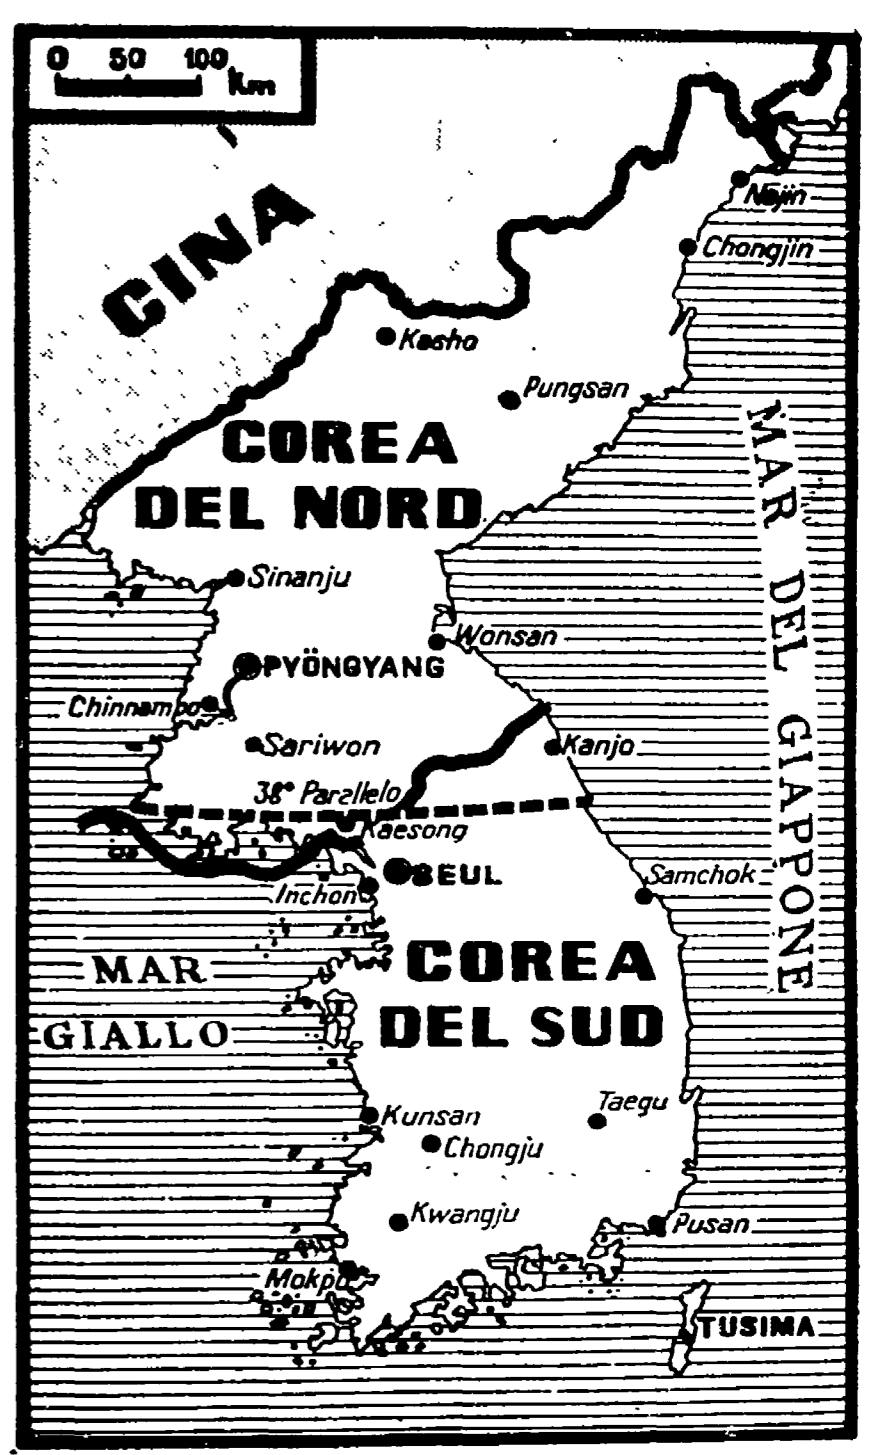 0 50 100 Km
CINA
Najin
Chongjin
Kasho
Pungsan
COREA
DEL NORD
MAR DEL GIAPPONE
Sinanju
Wonsan
PYÖNGYANG
Chinnampo
Sariwon
Kanjo
38° Parallelo
Kaesong
SEUL
Inchon
Samchok
MAR
GIALLO
COREA
DEL SUD
Kunsan
Taegu
Chongju
Kwangju
Pusan
Mokpo
TUSIMA